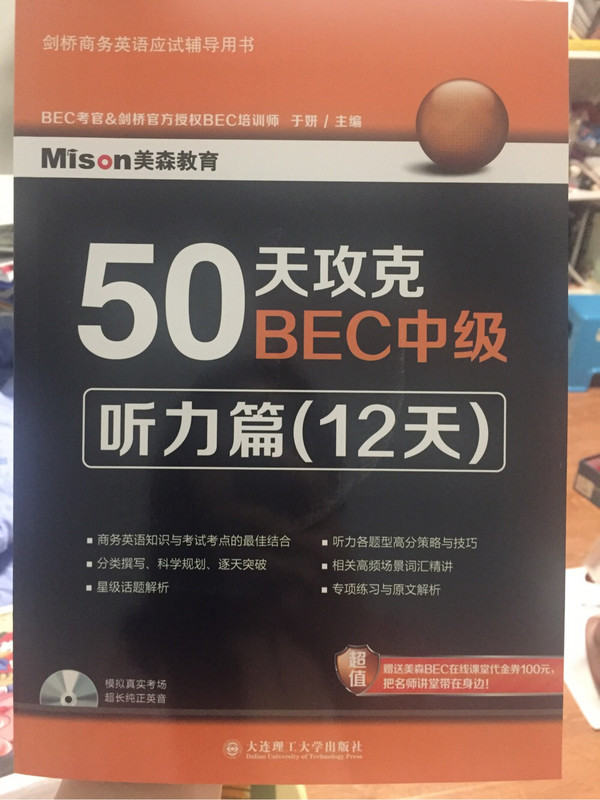 剑桥商务英语应试辅导用书
BEC考官&剑桥官方授权BEC培训师 于妍 / 主编
Mison美森教育
50天攻克
BEC中级
听力篇(12天)
商务英语知识与考试考点的最佳结合
分类撰写、科学规划、逐天突破
星级话题解析
听力各题型高分策略与技巧
相关高频场景词汇精讲
专项练习与原文解析
超值
赠送美森BEC在线课堂代金券100元,
把名师讲堂带在身边!
模拟真实考场
超长纯正英音
大连理工大学出版社
Dalian University of Technology Press